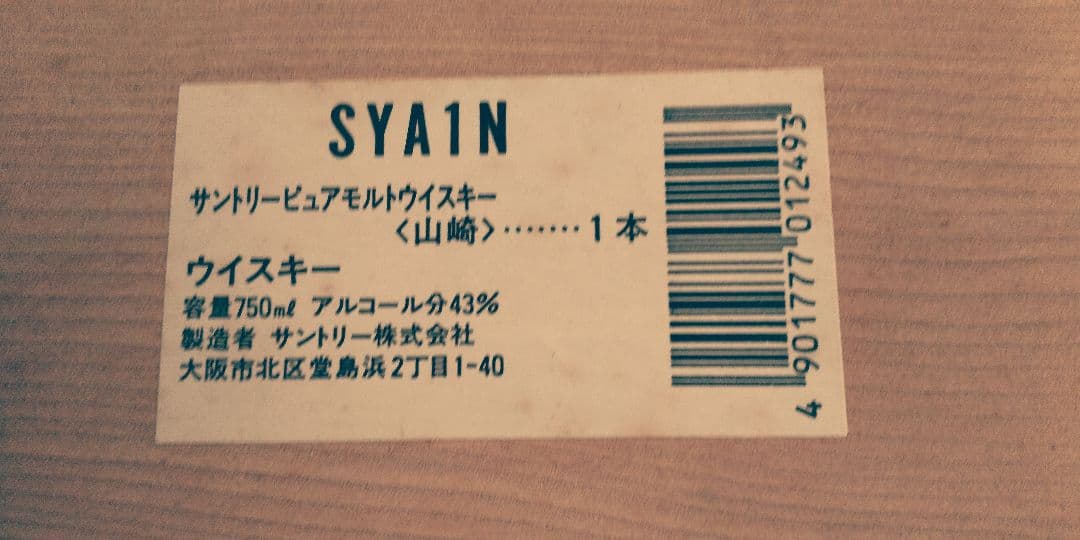 SYA1N
サントリーピュアモルトウイスキー
〈山崎〉‥‥‥‥1本
ウイスキー
容量750mℓ アルコール分43%
製造者 サントリー株式会社
大阪市北区堂島浜2丁目1-40
4 901777 012493